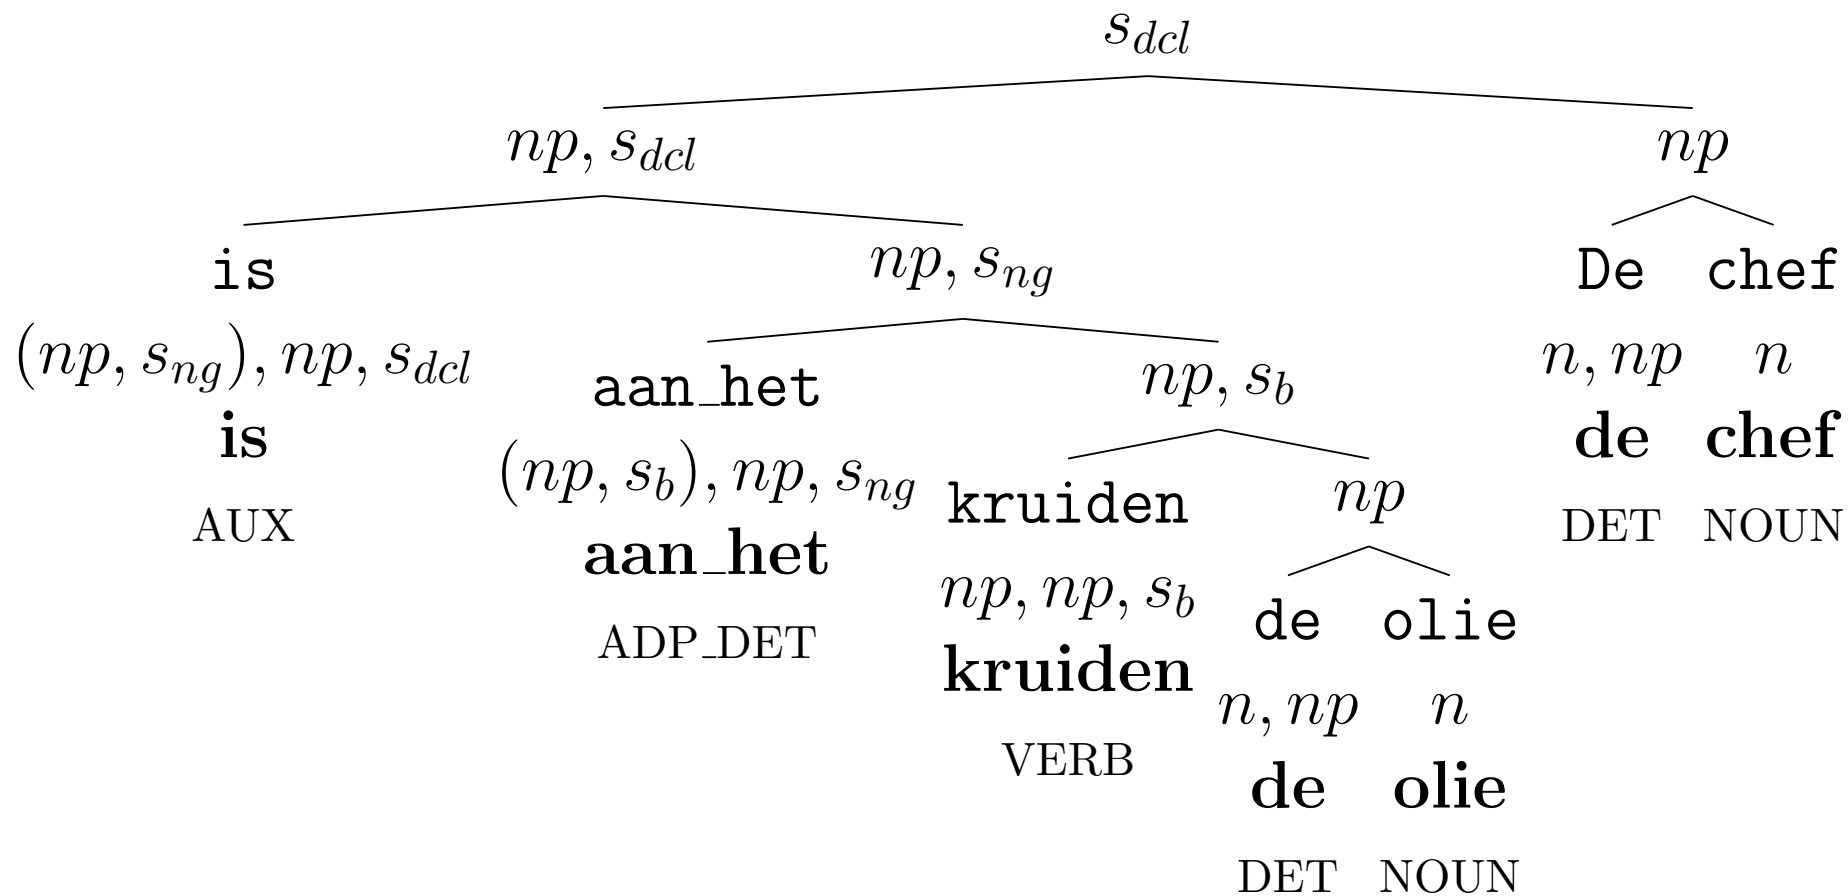 s_dcl
np, s_dcl np
is np, s_ng De chef
(np, s_ng), np, s_dcl aan_het np, s_b n, np n
is (np, s_b), np, s_ng kruiden np de chef
AUX aan_het np, np, s_b de olie DET NOUN
ADP_DET kruiden n, np n
VERB de olie
DET NOUN